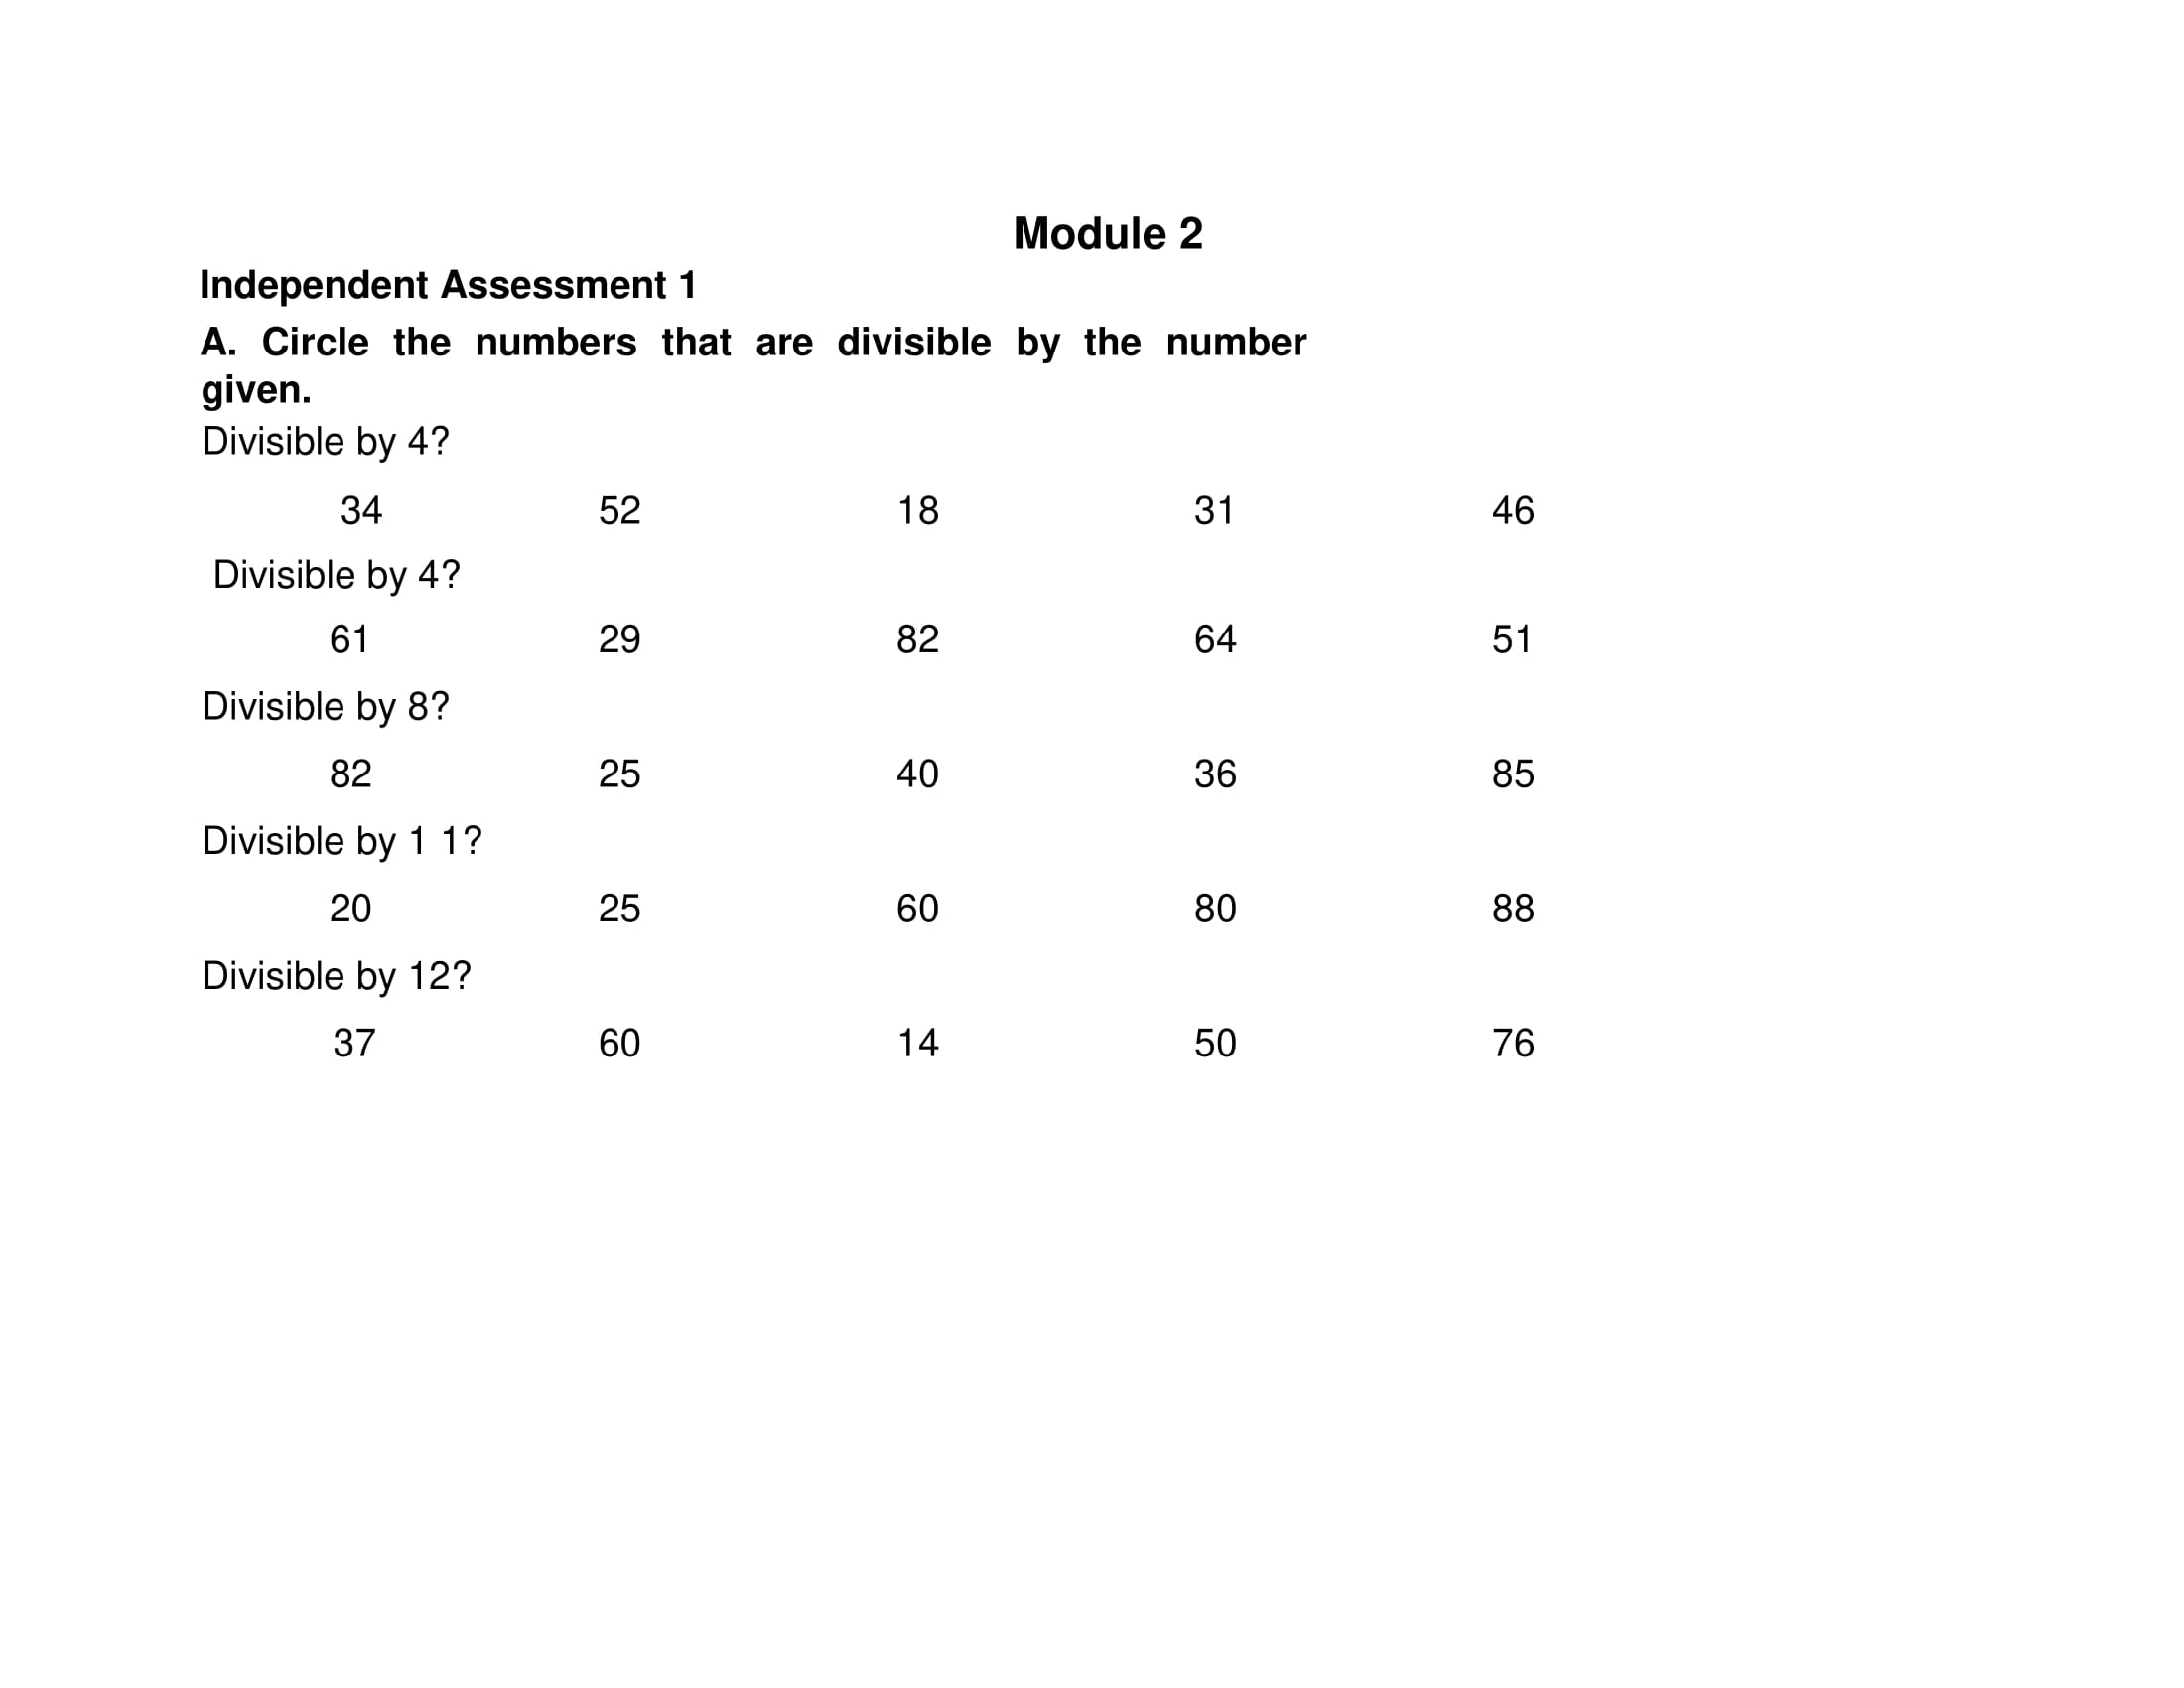 Module 2
Independent Assessment 1
A. Circle the numbers that are divisible by the number
given.
Divisible by 4?
34 52 18 31 46
Divisible by 4?
61 29 82 64 51
Divisible by 8?
82 25 40 36 85
Divisible by 1 1?
20 25 60 80 88
Divisible by 12?
37 60 14 50 76